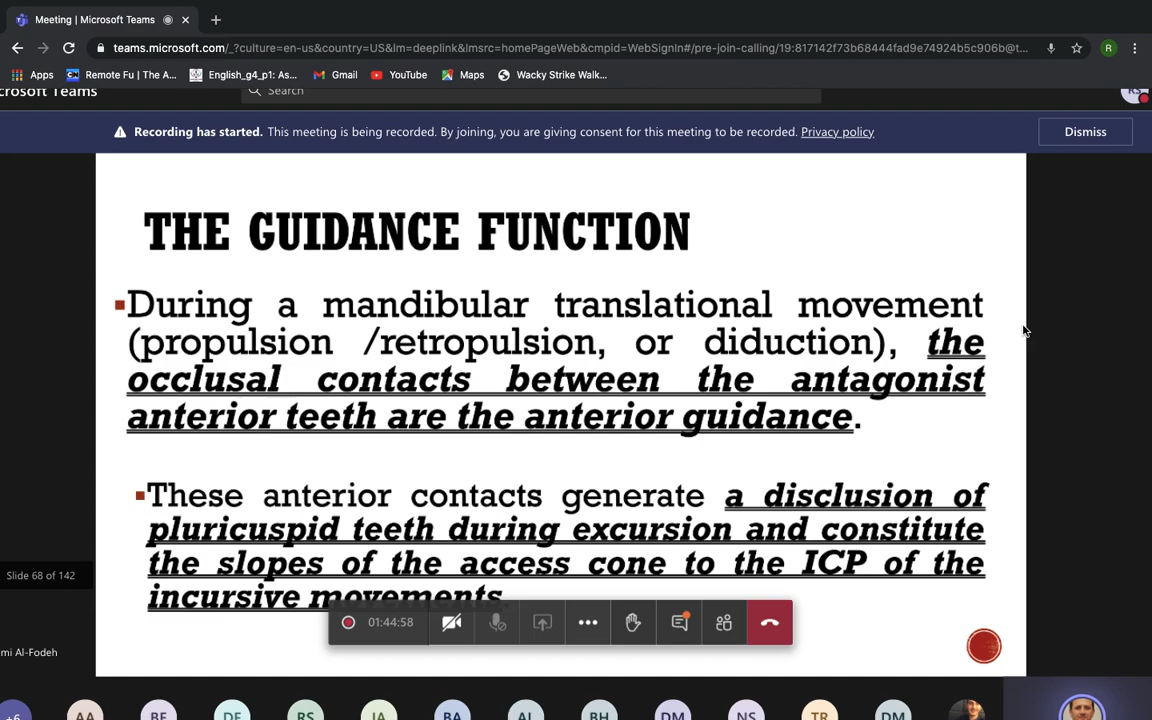 Meeting | Microsoft Teams
teams.microsoft.com/_?culture=en-us&country=US&lm=deeplink&lmsrc=homePageWeb&cmpid=WebSignIn#/pre-join-calling/19:817142f73b68444fad9e74924b5c906b@t...
R
Apps Remote Fu | The A... English_g4_p1: As... Gmail YouTube Maps Wacky Strike Walk...
crosoft Teams Search RS
Recording has started. This meeting is being recorded. By joining, you are giving consent for this meeting to be recorded. Privacy policy Dismiss
THE GUIDANCE FUNCTION
During a mandibular translational movement
(propulsion /retropulsion, or diduction), the
occlusal contacts between the antagonist
anterior teeth are the anterior guidance.
These anterior contacts generate a disclusion of
pluricuspid teeth during excursion and constitute
the slopes of the access cone to the ICP of the
incursive movements.
Slide 68 of 142
01:44:58
mi Al-Fodeh
+6 AA BE DF RS JA BA AL BH DM NS TR DM